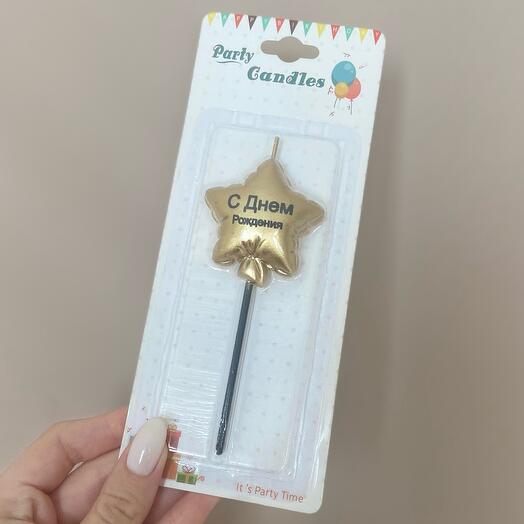 Party
Candles
С Днем
Рождения
It's Party Time